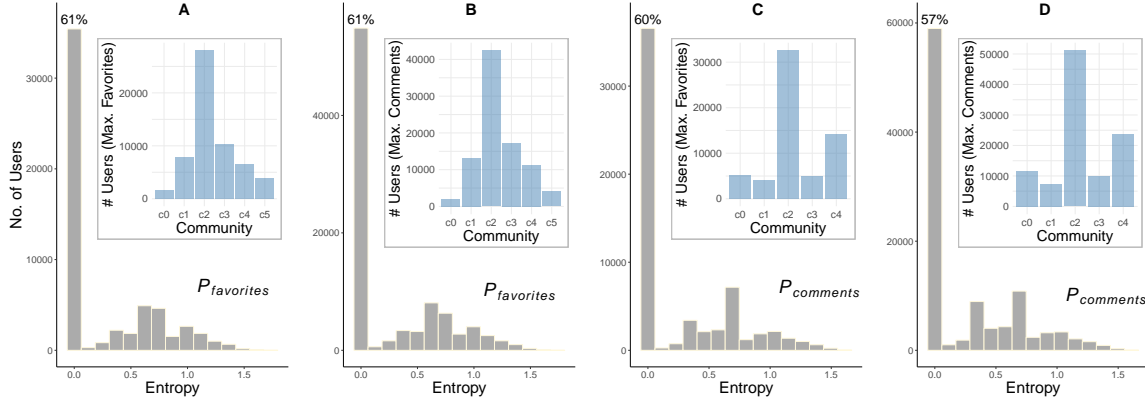 A
61%
No. of Users
30000
20000
10000
0
0.0 0.5 1.0 1.5
Entropy
P favorites
# Users (Max. Favorites)
20000
10000
0
c0 c1 c2 c3 c4 c5
Community
B
61%
40000
20000
0
0.0 0.5 1.0 1.5
Entropy
P favorites
# Users (Max. Comments)
40000
30000
20000
10000
0
c0 c1 c2 c3 c4 c5
Community
C
60%
30000
20000
10000
0
0.0 0.5 1.0 1.5
Entropy
P comments
# Users (Max. Favorites)
30000
20000
10000
0
c0 c1 c2 c3 c4
Community
D
57%
60000
40000
20000
0
0.0 0.5 1.0 1.5
Entropy
P comments
# Users (Max. Comments)
50000
40000
30000
20000
10000
0
c0 c1 c2 c3 c4
Community